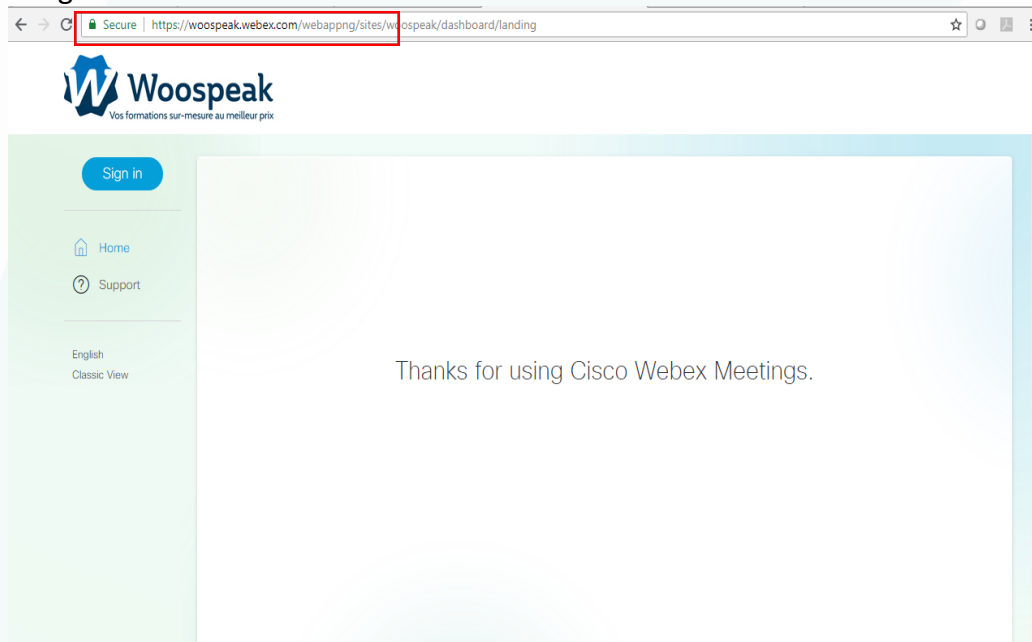 Secure | https://woospeak.webex.com/webappng/sites/woospeak/dashboard/landing
Woospeak
Vos formations sur-mesure au meilleur prix
Sign in
Home
Support
English
Classic View
Thanks for using Cisco Webex Meetings.